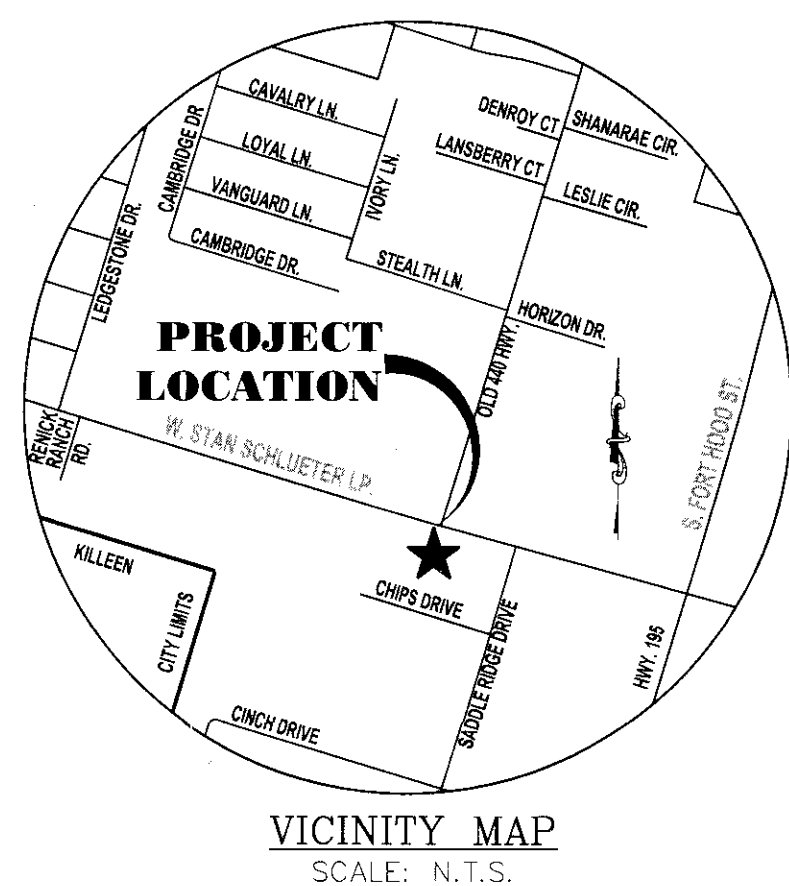 CAVALRY LN.
DENROY CT
SHANARAE CIR.
CAMBRIDGE DR
LOYAL LN.
IVORY LN.
LANSBERRY CT
VANGUARD LN.
LESLIE CIR.
LEDGESTONE DR.
CAMBRIDGE DR.
STEALTH LN.
HORIZON DR.
PROJECT
LOCATION
OLD 440 HWY.
S. FORT HOOD ST.
RENICK
RANCH
RD.
W. STAN SCHLUETER LP.
KILLEEN
CITY LIMITS
CHIPS DRIVE
SADDLE RIDGE DRIVE
HWY. 195
CINCH DRIVE
VICINITY MAP
SCALE: N.T.S.